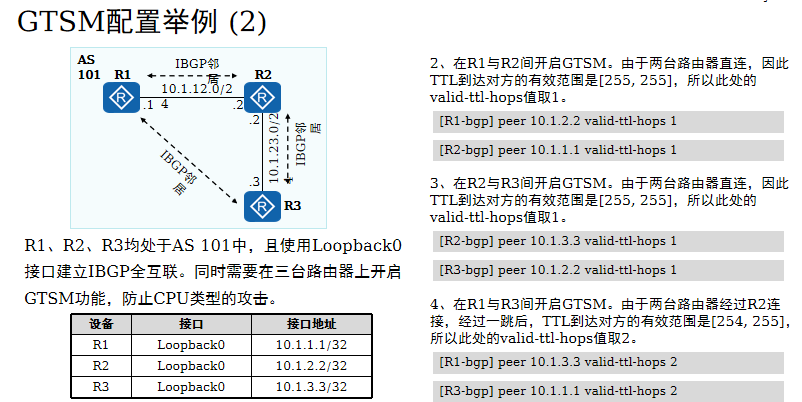 GTSM配置举例 (2)
AS
101
R1
IBGP邻
居
R2
10.1.12.0/2
4
.1
.2
.2
10.1.23.0/2
4
IBGP邻
居
IBGP邻
居
.3
R3
R1、R2、R3均处于AS 101中，且使用Loopback0
接口建立IBGP全互联。同时需要在三台路由器上开启
GTSM功能，防止CPU类型的攻击。
设备 接口 接口地址
R1 Loopback0 10.1.1.1/32
R2 Loopback0 10.1.2.2/32
R3 Loopback0 10.1.3.3/32
2、在R1与R2间开启GTSM。由于两台路由器直连，因此
TTL到达对方的有效范围是[255, 255]，所以此处的
valid-ttl-hops值取1。
[R1-bgp] peer 10.1.2.2 valid-ttl-hops 1
[R2-bgp] peer 10.1.1.1 valid-ttl-hops 1
3、在R2与R3间开启GTSM。由于两台路由器直连，因此
TTL到达对方的有效范围是[255, 255]，所以此处的
valid-ttl-hops值取1。
[R2-bgp] peer 10.1.3.3 valid-ttl-hops 1
[R3-bgp] peer 10.1.2.2 valid-ttl-hops 1
4、在R1与R3间开启GTSM。由于两台路由器经过R2连
接，经过一跳后，TTL到达对方的有效范围是[254, 255]，
所以此处的valid-ttl-hops值取2。
[R1-bgp] peer 10.1.3.3 valid-ttl-hops 2
[R3-bgp] peer 10.1.1.1 valid-ttl-hops 2